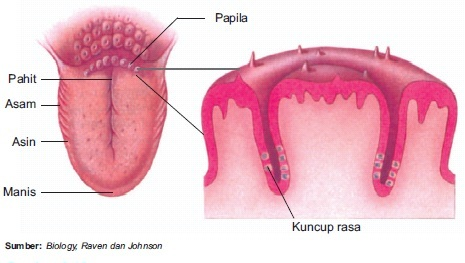 Papila
Pahit
Asam
Asin
Manis
Kuncup rasa
Sumber: Biology, Raven dan Johnson